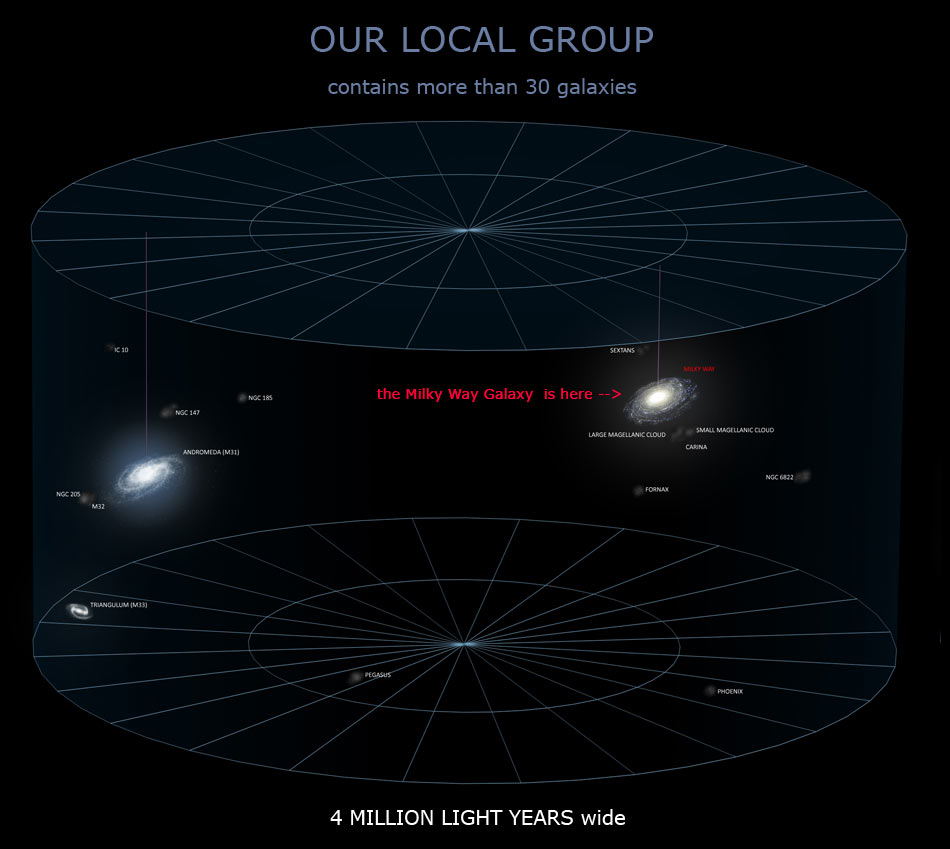 OUR LOCAL GROUP
contains more than 30 galaxies
IC 10
SEXTANS
MILKY WAY
the Milky Way Galaxy is here -->
NGC 185
NGC 147
LARGE MAGELLANIC CLOUD
SMALL MAGELLANIC CLOUD
CARINA
ANDROMEDA (M31)
NGC 6822
FORNAX
NGC 205
M32
TRIANGULUM (M33)
PEGASUS
PHOENIX
4 MILLION LIGHT YEARS wide